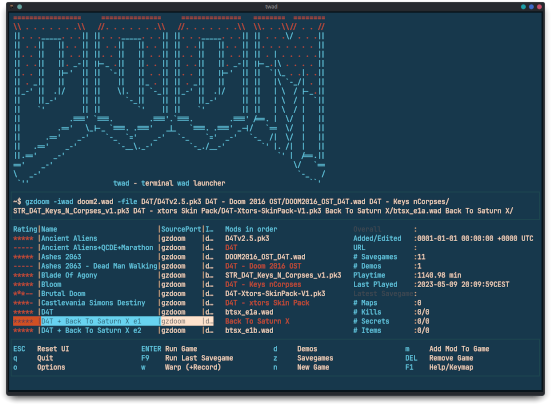 twad
twad - terminal wad launcher
~$ gzdoom -iwad doom2.wad -file D4T/D4Tv2.5.pk3 D4T - Doom 2016 OST/DOOM2016_OST_D4T.wad D4T - Keys nCorpses/
STR_D4T_Keys_N_Corpses_v1.pk3 D4T - xtors Skin Pack/D4T-Xtors-SkinPack-V1.pk3 Back To Saturn X/btsx_e1a.wad Back To Saturn X/
Rating|Name |SourcePort|I… Mods in order Overall :
***** |Ancient Aliens |gzdoom |d… D4Tv2.5.pk3 Added/Edited :0001-01-01 00:00:00 +0000 UTC
----- |Ancient Aliens+QCDE+Marathon |gzdoom |d… D4T # URL :
***** |Ashes 2063 |gzdoom |d… DOOM2016_OST_D4T.wad # Savegames :11
----- |Ashes 2063 - Dead Man Walking|gzdoom |d… D4T - Doom 2016 OST # Demos :1
***** |Blade Of Agony |gzdoom |b… STR_D4T_Keys_N_Corpses_v1.pk3 Playtime :1140.98 min
***** |Bloom |gzdoom |d… D4T - Keys nCorpses Last Played :2023-05-09 20:09:59CEST
|Brutal Doom |gzdoom |d… D4T-Xtors-SkinPack-V1.pk3 Latest Savegame:
****- |Castlevania Simons Destiny |gzdoom |d… D4T - xtors Skin Pack # Maps :0
***** |D4T |gzdoom |d… btsx_e1a.wad # Kills :0/0
***** |D4T + Back To Saturn X e1 |gzdoom |d… Back To Saturn X # Secrets :0/0
***** |D4T + Back To Saturn X e2 |gzdoom |d… btsx_e1b.wad # Items :0/0
ESC Reset UI ENTER Run Game d Demos m Add Mod To Game
q Quit F9 Run Last Savegame z Savegames DEL Remove Game
o Options w Warp (+Record) n New Game F1 Help/Keymap